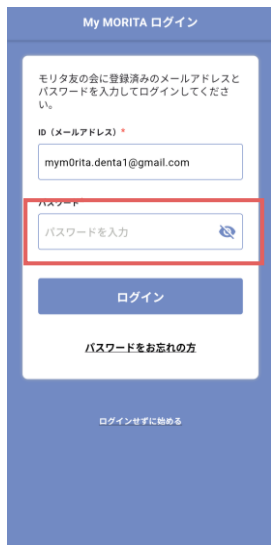 My MORITA ログイン
モリタ友の会に登録済みのメールアドレスと
パスワードを入力してログインしてくださ
い。
ID（メールアドレス）*
mym0rita.denta1@gmail.com
パスワード
パスワードを入力
ログイン
パスワードをお忘れの方
ログインせずに始める